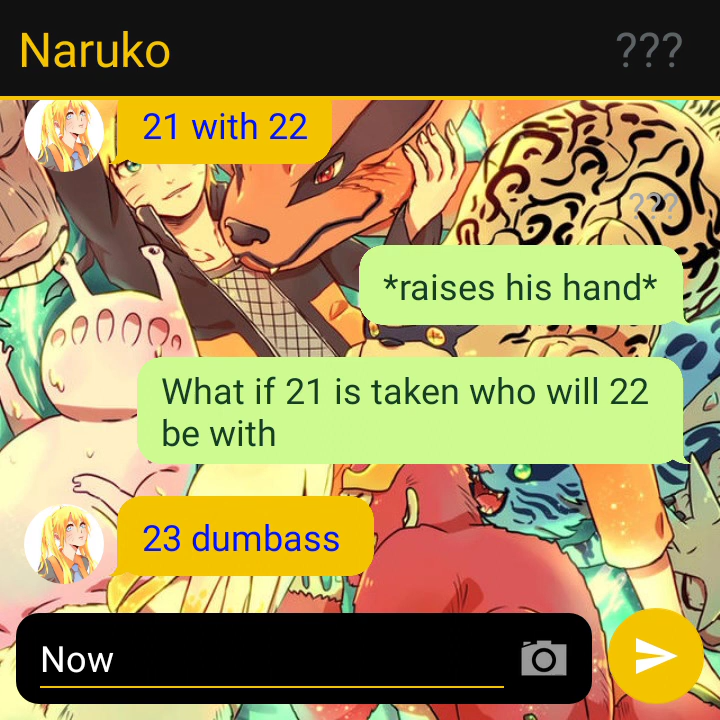 Naruko
???
21 with 22
???
*raises his hand*
What if 21 is taken who will 22
be with
23 dumbass
Now